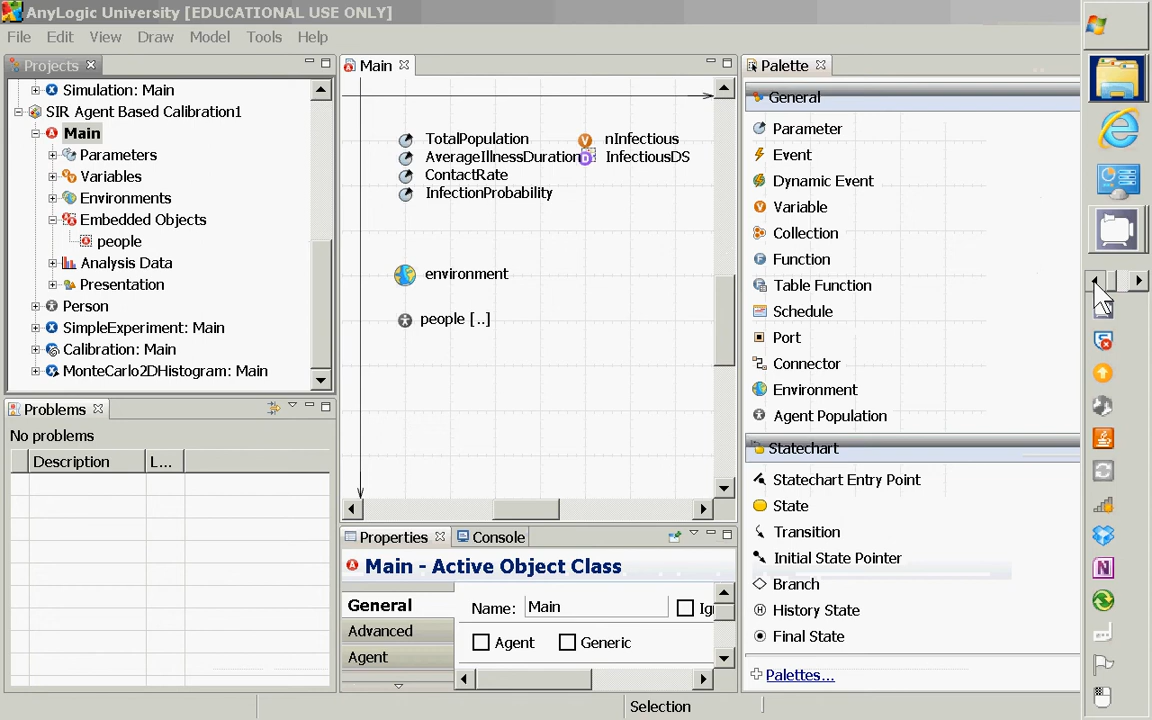 AnyLogic University [EDUCATIONAL USE ONLY]
File Edit View Draw Model Tools Help
Projects
Simulation: Main
SIR Agent Based Calibration1
Main
Parameters
Variables
Environments
Embedded Objects
people
Analysis Data
Presentation
Person
SimpleExperiment: Main
Calibration: Main
MonteCarlo2DHistogram: Main
Problems
No problems
Description L...
Main
TotalPopulation
AverageIllnessDuration
ContactRate
InfectionProbability
nInfectious
InfectiousDS
environment
people [..]
Properties Console
Main - Active Object Class
General
Advanced
Agent
Name: Main Ig
Agent Generic
Palette
General
Parameter
Event
Dynamic Event
Variable
Collection
Function
Table Function
Schedule
Port
Connector
Environment
Agent Population
Statechart
Statechart Entry Point
State
Transition
Initial State Pointer
Branch
History State
Final State
Palettes...
Selection